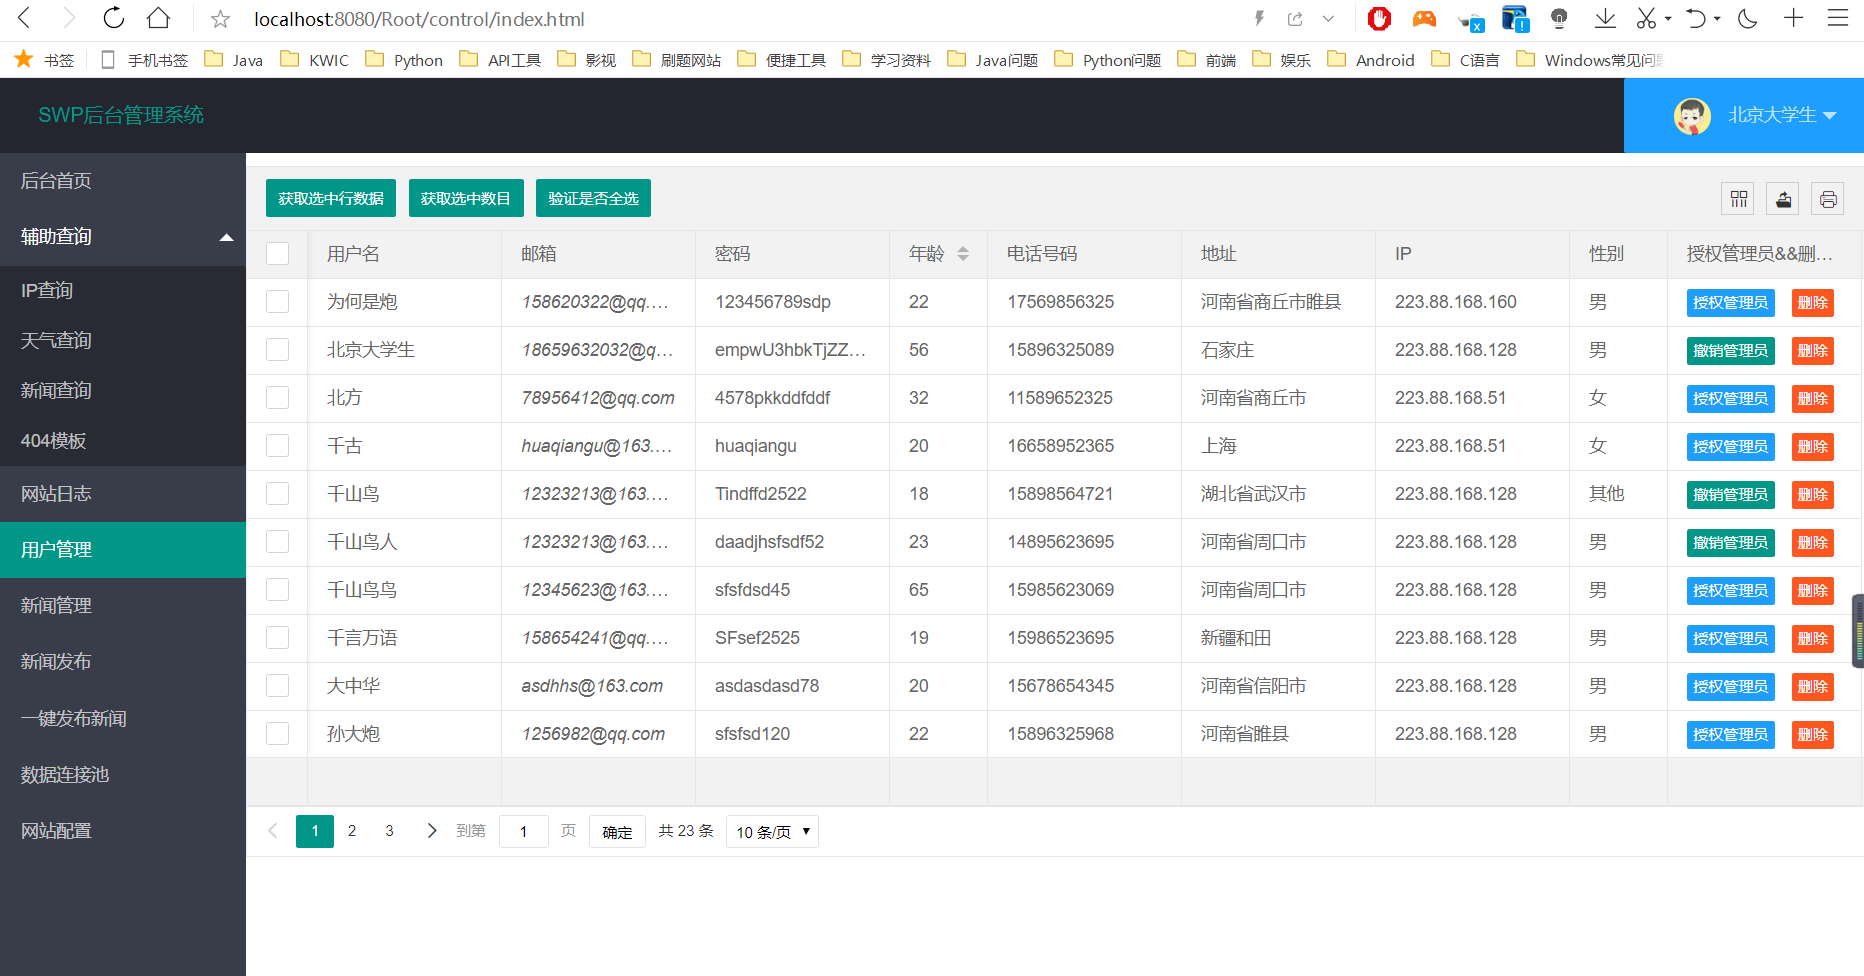 localhost:8080/Root/control/index.html
书签 手机书签 Java KWIC Python API工具 影视 刷题网站 便捷工具 学习资料 Java问题 Python问题 前端 娱乐 Android C语言 Windows常见问题
SWP后台管理系统 北京大学生
后台首页
辅助查询
IP查询
天气查询
新闻查询
404模板
网站日志
用户管理
新闻管理
新闻发布
一键发布新闻
数据连接池
网站配置
获取选中行数据 获取选中数目 验证是否全选
用户名 邮箱 密码 年龄 电话号码 地址 IP 性别 授权管理员&&删...
为何是炮 158620322@qq.... 123456789sdp 22 17569856325 河南省商丘市睢县 223.88.168.160 男 授权管理员 删除
北京大学生 18659632032@q... empwU3hbkTjZZ... 56 15896325089 石家庄 223.88.168.128 男 撤销管理员 删除
北方 78956412@qq.com 4578pkkddfddf 32 11589652325 河南省商丘市 223.88.168.51 女 授权管理员 删除
千古 huaqiangu@163.... huaqiangu 20 16658952365 上海 223.88.168.51 女 授权管理员 删除
千山鸟 12323213@163.... Tindffd2522 18 15898564721 湖北省武汉市 223.88.168.128 其他 撤销管理员 删除
千山鸟人 12323213@163.... daadjhsfsdf52 23 14895623695 河南省周口市 223.88.168.128 男 撤销管理员 删除
千山鸟鸟 12345623@163.... sfsfdsd45 65 15985623069 河南省周口市 223.88.168.128 男 授权管理员 删除
千言万语 158654241@qq.... SFsef2525 19 15986523695 新疆和田 223.88.168.128 男 授权管理员 删除
大中华 asdhhs@163.com asdasdasd78 20 15678654345 河南省信阳市 223.88.168.128 男 授权管理员 删除
孙大炮 1256982@qq.com sfsfsd120 22 15896325968 河南省睢县 223.88.168.128 男 授权管理员 删除
1 2 3 到第 1 页 确定 共 23 条 10 条/页